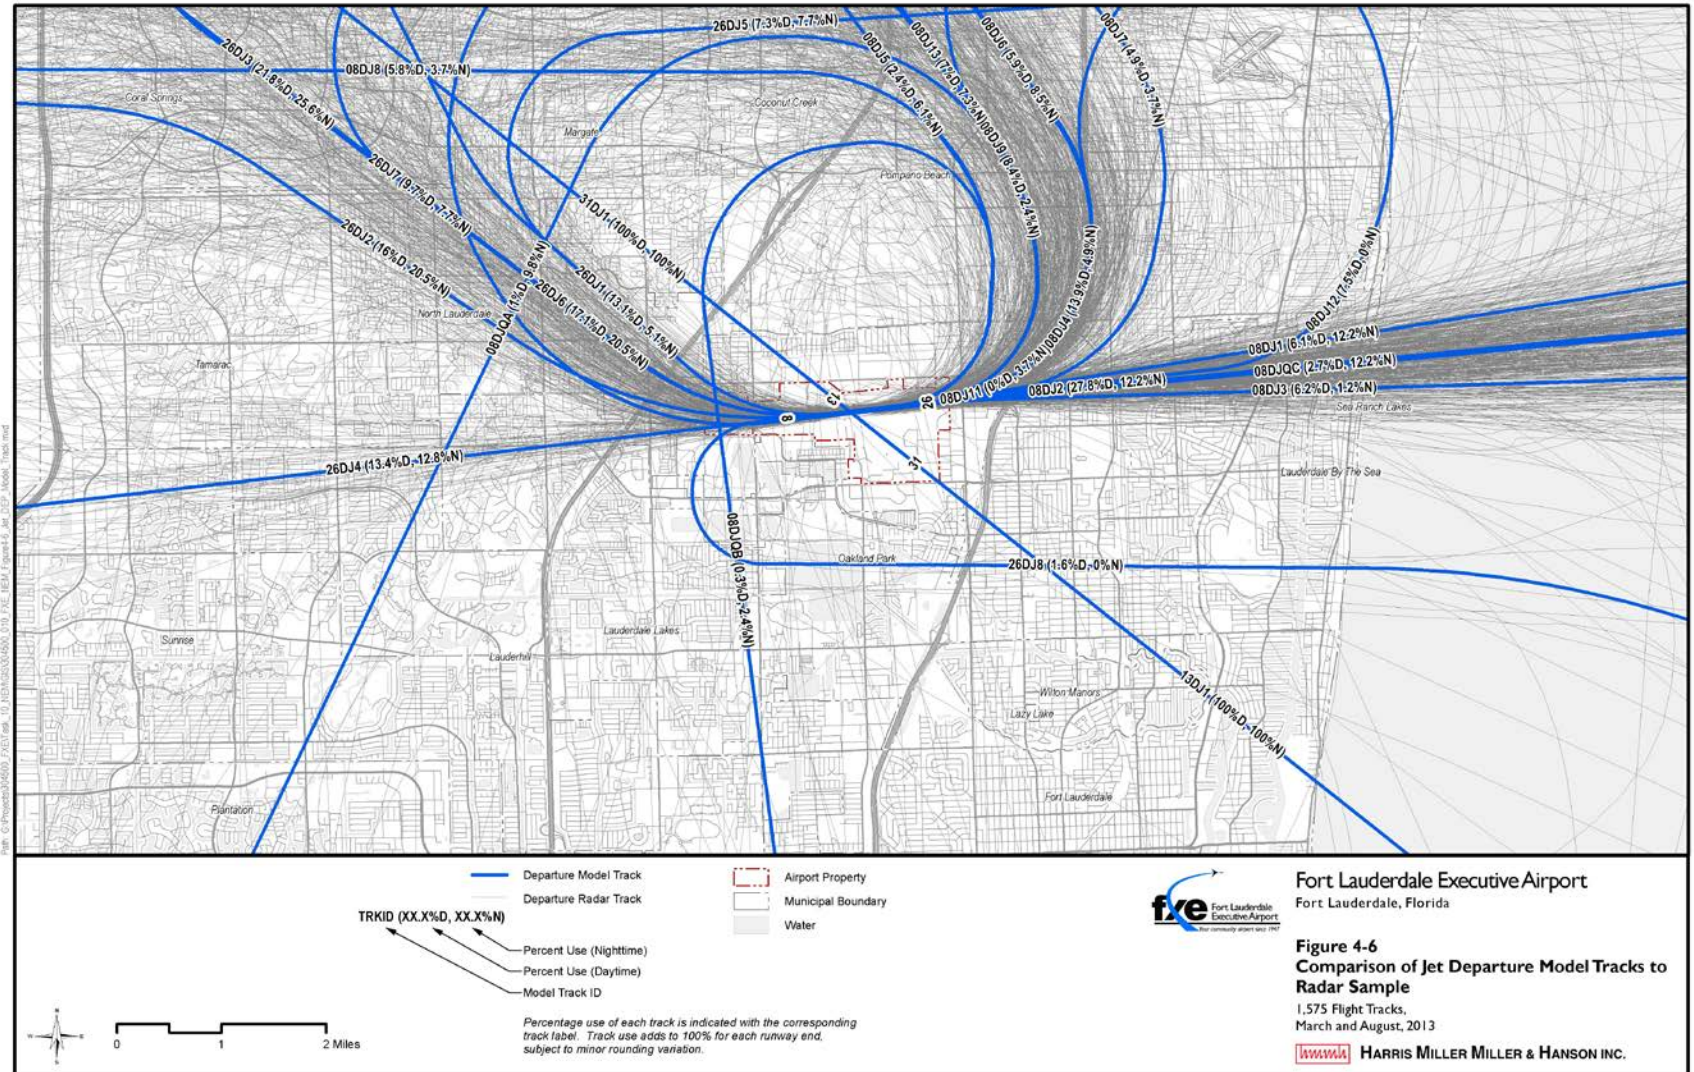 26DJ5 (7.3%D, 7.7%N)
26DJ3 (21.8%D, 25.6%N)
08DJ8 (5.8%D, 3.7%N)
08DJ5 (2.4%D, 6.1%N)
08DJ13 (7%D, 7.3%N)
08DJ6 (5.9%D, 8.5%N)
08DJ7 (4.9%D, 3.7%N)
Coral Springs
Coconut Creek
Margate
08DJ9 (8.4%D, 2.4%N)
Pompano Beach
26DJ7 (9.7%D, 7.7%N)
31DJ1 (100%D, 100%N)
26DJ2 (16%D, 20.5%N)
08DJQA (1%D, 9.8%N)
26DJ1 (13.1%D, 5.1%N)
26DJ6 (17.1%D, 20.5%N)
08DJ4 (13.9%D, 4.9%N)
08DJ12 (7.5%D, 0%N)
North Lauderdale
Tamarac
08DJ1 (6.1%D, 12.2%N)
08DJQC (2.7%D, 12.2%N)
08DJ11 (0%D, 3.7%N)
08DJ2 (27.8%D, 12.2%N)
08DJ3 (6.2%D, 1.2%N)
Sea Ranch Lakes
8
13
26
31
26DJ4 (13.4%D, 12.8%N)
Lauderdale By The Sea
08DJQB (0.3%D, 2.4%N)
Oakland Park
26DJ8 (1.6%D, 0%N)
Sunrise
Lauderdale Lakes
Lauderhill
13DJ1 (100%D, 100%N)
Wilton Manors
Lazy Lake
Plantation
Fort Lauderdale
Departure Model Track
Departure Radar Track
TRKID (XX.X%D, XX.X%N)
Percent Use (Nighttime)
Percent Use (Daytime)
Model Track ID
Airport Property
Municipal Boundary
Water
Percentage use of each track is indicated with the corresponding
track label. Track use adds to 100% for each runway end,
subject to minor rounding variation.
N
W
E
S
0 1 2 Miles
fxe
Fort Lauderdale
Executive Airport
Your community airport since 1947
Fort Lauderdale Executive Airport
Fort Lauderdale, Florida
Figure 4-6
Comparison of Jet Departure Model Tracks to
Radar Sample
1,575 Flight Tracks,
March and August, 2013
hmmh
HARRIS MILLER MILLER & HANSON INC.